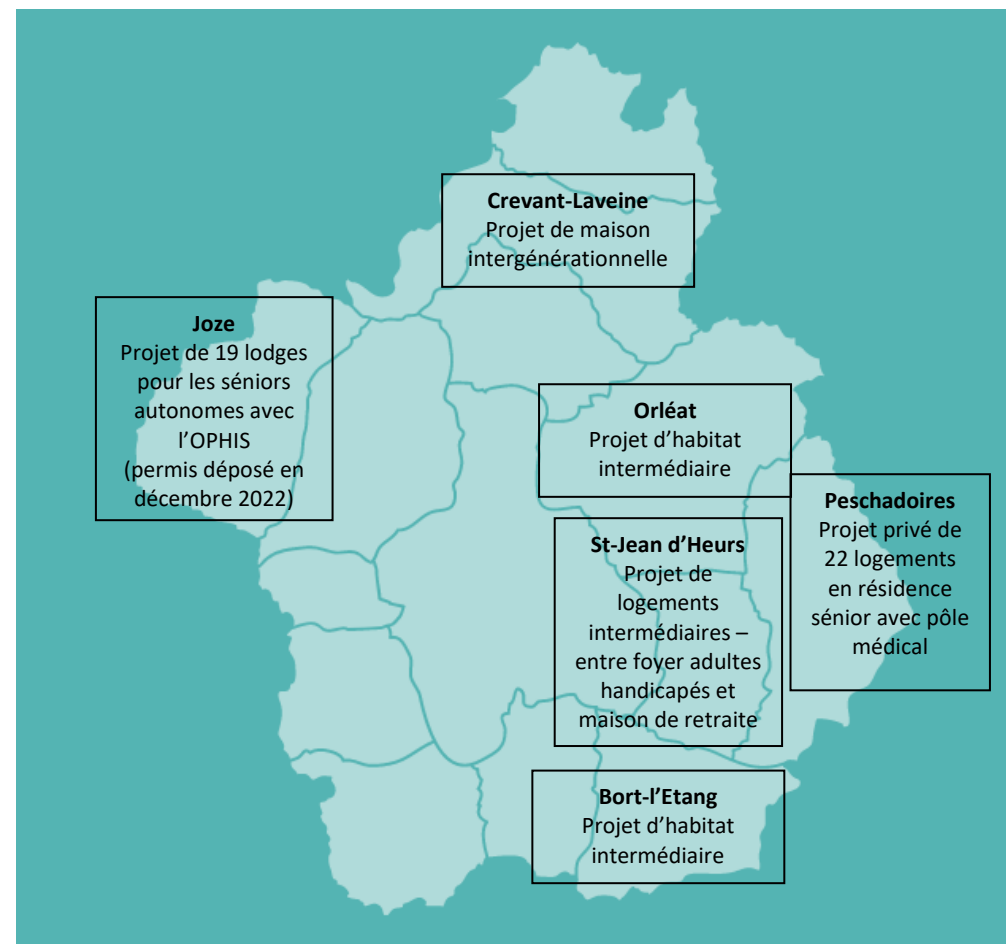 Crevant-Laveine
Projet de maison
intergénérationnelle
Joze
Projet de 19 lodges
pour les séniors
autonomes avec
l’OPHIS
(permis déposé en
décembre 2022)
Orléat
Projet d’habitat
intermédiaire
Peschadoires
Projet privé de
22 logements
en résidence
sénior avec pôle
médical
St-Jean d’Heurs
Projet de
logements
intermédiaires –
entre foyer adultes
handicapés et
maison de retraite
Bort-l’Etang
Projet d’habitat
intermédiaire